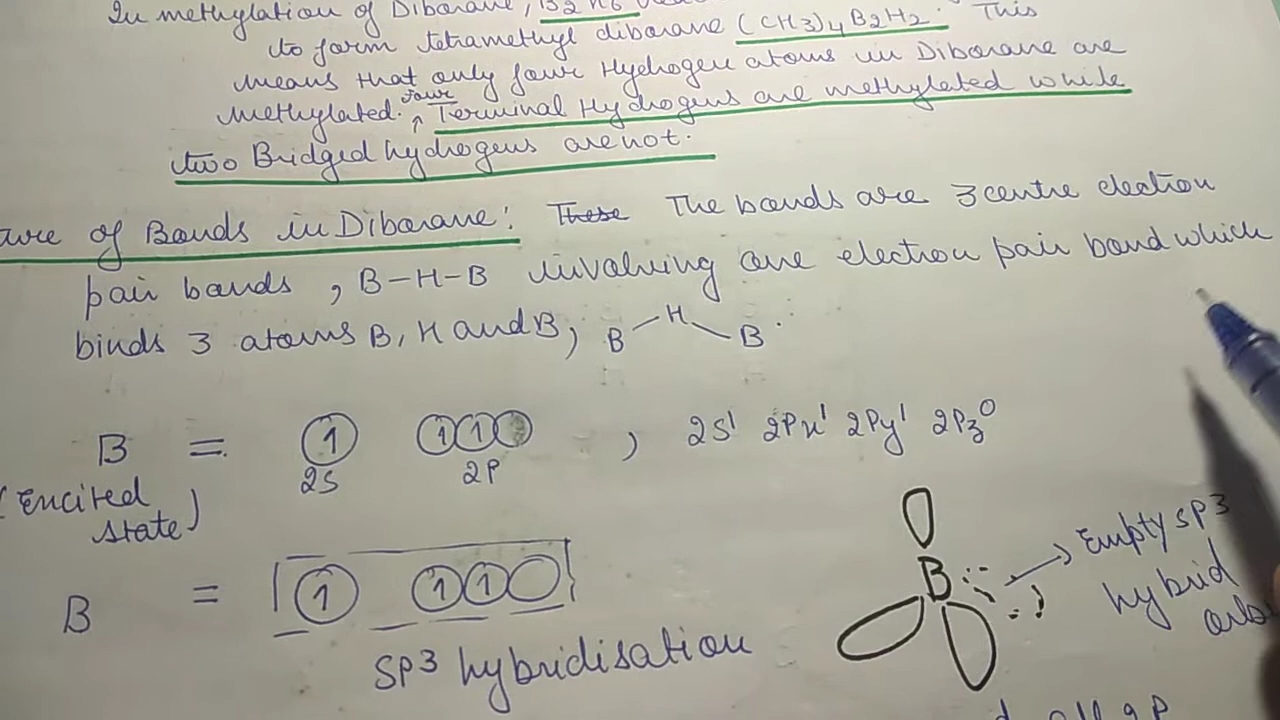 In methylation of Diborane, B2H6
to form tetramethyl diborane (CH3)4B2H2. This
means that only four Hydrogen atoms in Diborane are
methylated. four Terminal Hydrogens are methylated while
two Bridged hydrogens are not.
of Bonds in Diborane: These The bonds are 3 centre electron
pair bonds, B-H-B involving one electron pair bond which
binds 3 atoms B, H and B; B-H-B.
B = 1 1 1 , 2S¹ 2Px¹ 2Py¹ 2Pz⁰
2S 2P
(Excited state)
B = 1 1 1
SP³ hybridisation
B
Empty SP³
hybrid